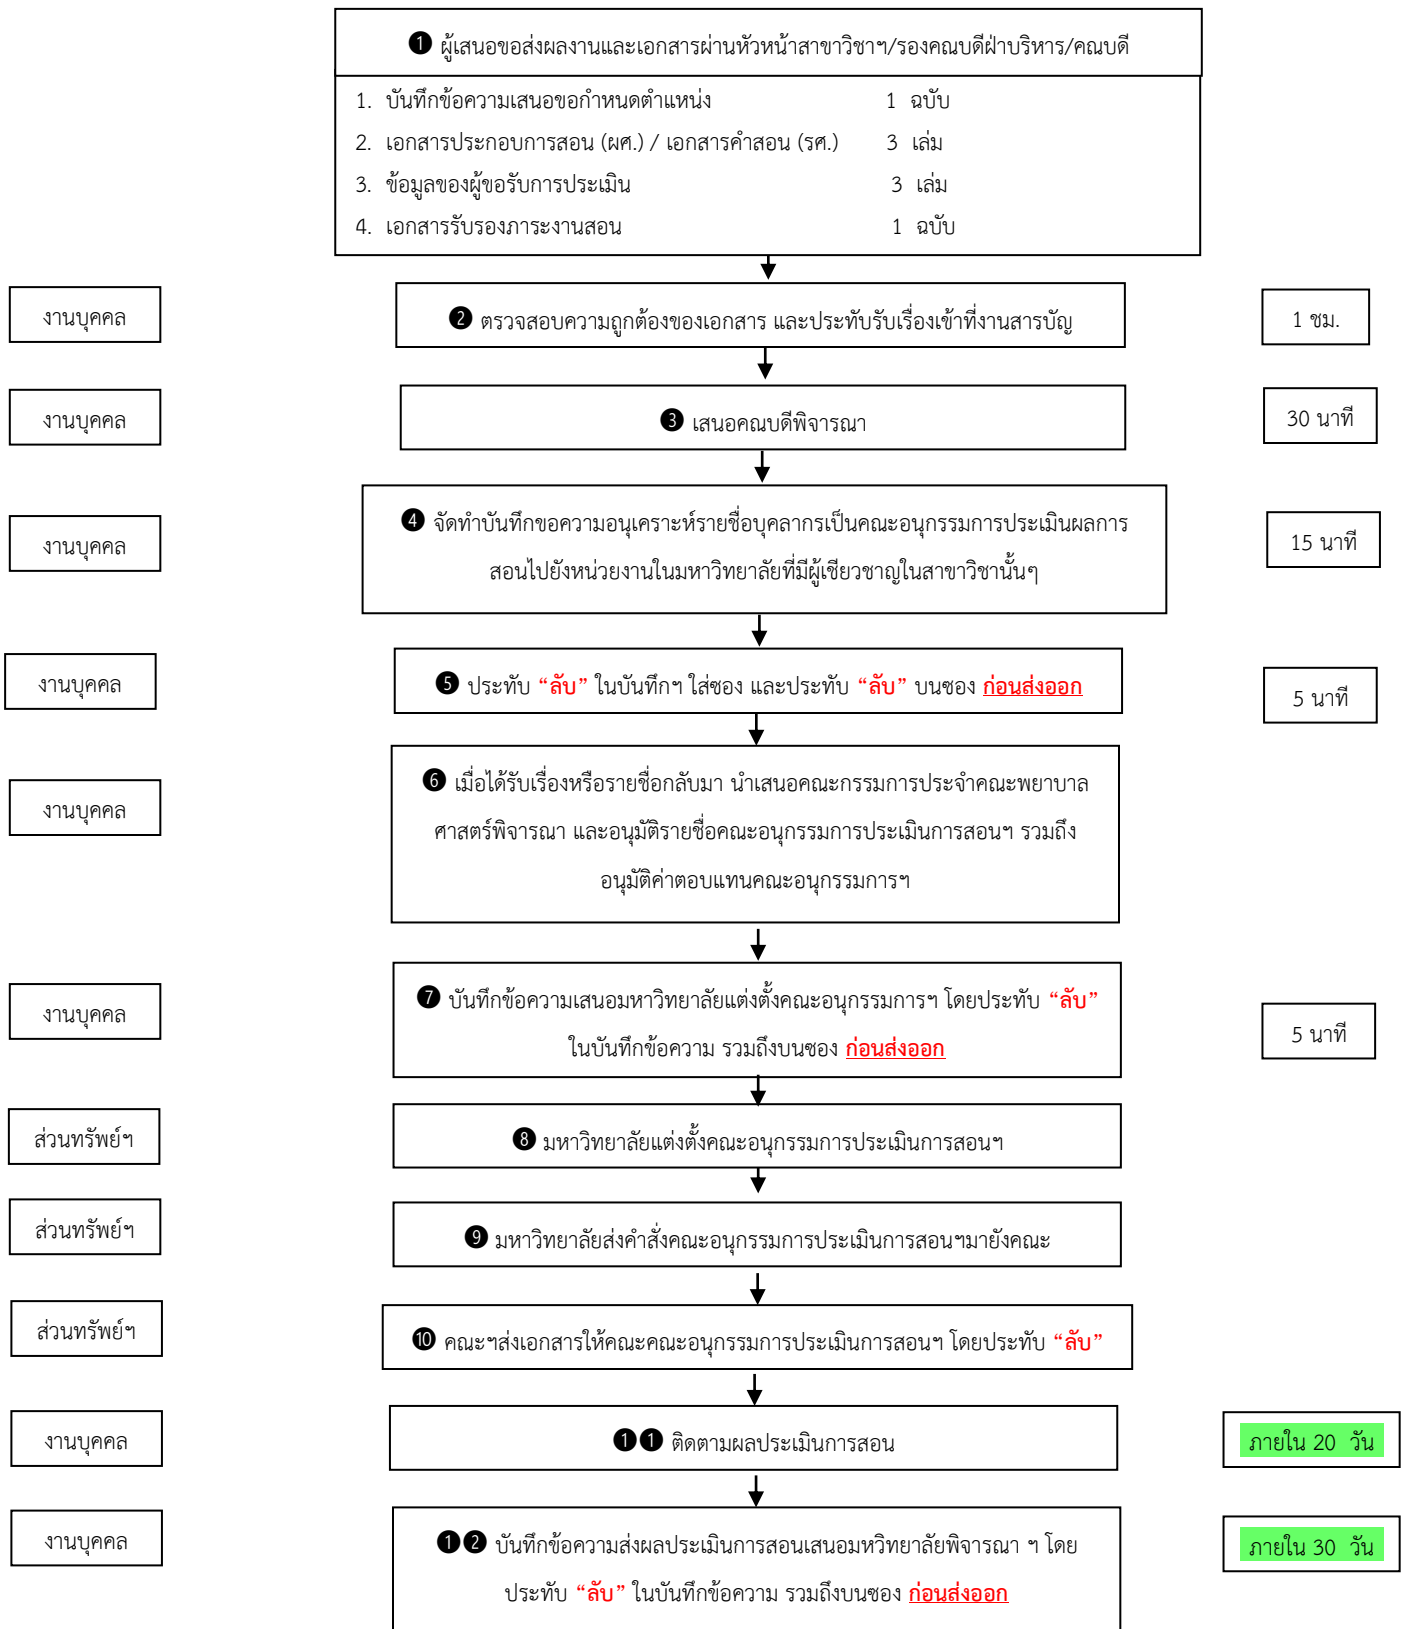 ❶ ผู้เสนอขอส่งผลงานและเอกสารผ่านหัวหน้าสาขาวิชาฯ/รองคณบดีฝ่าบริหาร/คณบดี
1. บันทึกข้อความเสนอขอกำหนดตำแหน่ง 1 ฉบับ
2. เอกสารประกอบการสอน (ผศ.) / เอกสารคำสอน (รศ.) 3 เล่ม
3. ข้อมูลของผู้ขอรับการประเมิน 3 เล่ม
4. เอกสารรับรองภาระงานสอน 1 ฉบับ
งานบุคคล
❷ ตรวจสอบความถูกต้องของเอกสาร และประทับรับเรื่องเข้าที่งานสารบัญ
1 ชม.
งานบุคคล
❸ เสนอคณบดีพิจารณา
30 นาที
งานบุคคล
❹ จัดทำบันทึกขอความอนุเคราะห์รายชื่อบุคลากรเป็นคณะอนุกรรมการประเมินผลการ
สอนไปยังหน่วยงานในมหาวิทยาลัยที่มีผู้เชียวชาญในสาขาวิชานั้นๆ
15 นาที
งานบุคคล
❺ ประทับ “ลับ” ในบันทึกฯ ใส่ซอง และประทับ “ลับ” บนซอง ก่อนส่งออก
5 นาที
งานบุคคล
❻ เมื่อได้รับเรื่องหรือรายชื่อกลับมา นำเสนอคณะกรรมการประจำคณะพยาบาล
ศาสตร์พิจารณา และอนุมัติรายชื่อคณะอนุกรรมการประเมินการสอนฯ รวมถึง
อนุมัติค่าตอบแทนคณะอนุกรรมการฯ
งานบุคคล
❼ บันทึกข้อความเสนอมหาวิทยาลัยแต่งตั้งคณะอนุกรรมการฯ โดยประทับ “ลับ”
ในบันทึกข้อความ รวมถึงบนซอง ก่อนส่งออก
5 นาที
ส่วนทรัพย์ฯ
❽ มหาวิทยาลัยแต่งตั้งคณะอนุกรรมการประเมินการสอนฯ
ส่วนทรัพย์ฯ
❾ มหาวิทยาลัยส่งคำสั่งคณะอนุกรรมการประเมินการสอนฯมายังคณะ
ส่วนทรัพย์ฯ
❿ คณะฯส่งเอกสารให้คณะคณะอนุกรรมการประเมินการสอนฯ โดยประทับ “ลับ”
งานบุคคล
❶❶ ติดตามผลประเมินการสอน
ภายใน 20 วัน
งานบุคคล
❶❷ บันทึกข้อความส่งผลประเมินการสอนเสนอมหวิทยาลัยพิจารณา ฯ โดย
ประทับ “ลับ” ในบันทึกข้อความ รวมถึงบนซอง ก่อนส่งออก
ภายใน 30 วัน